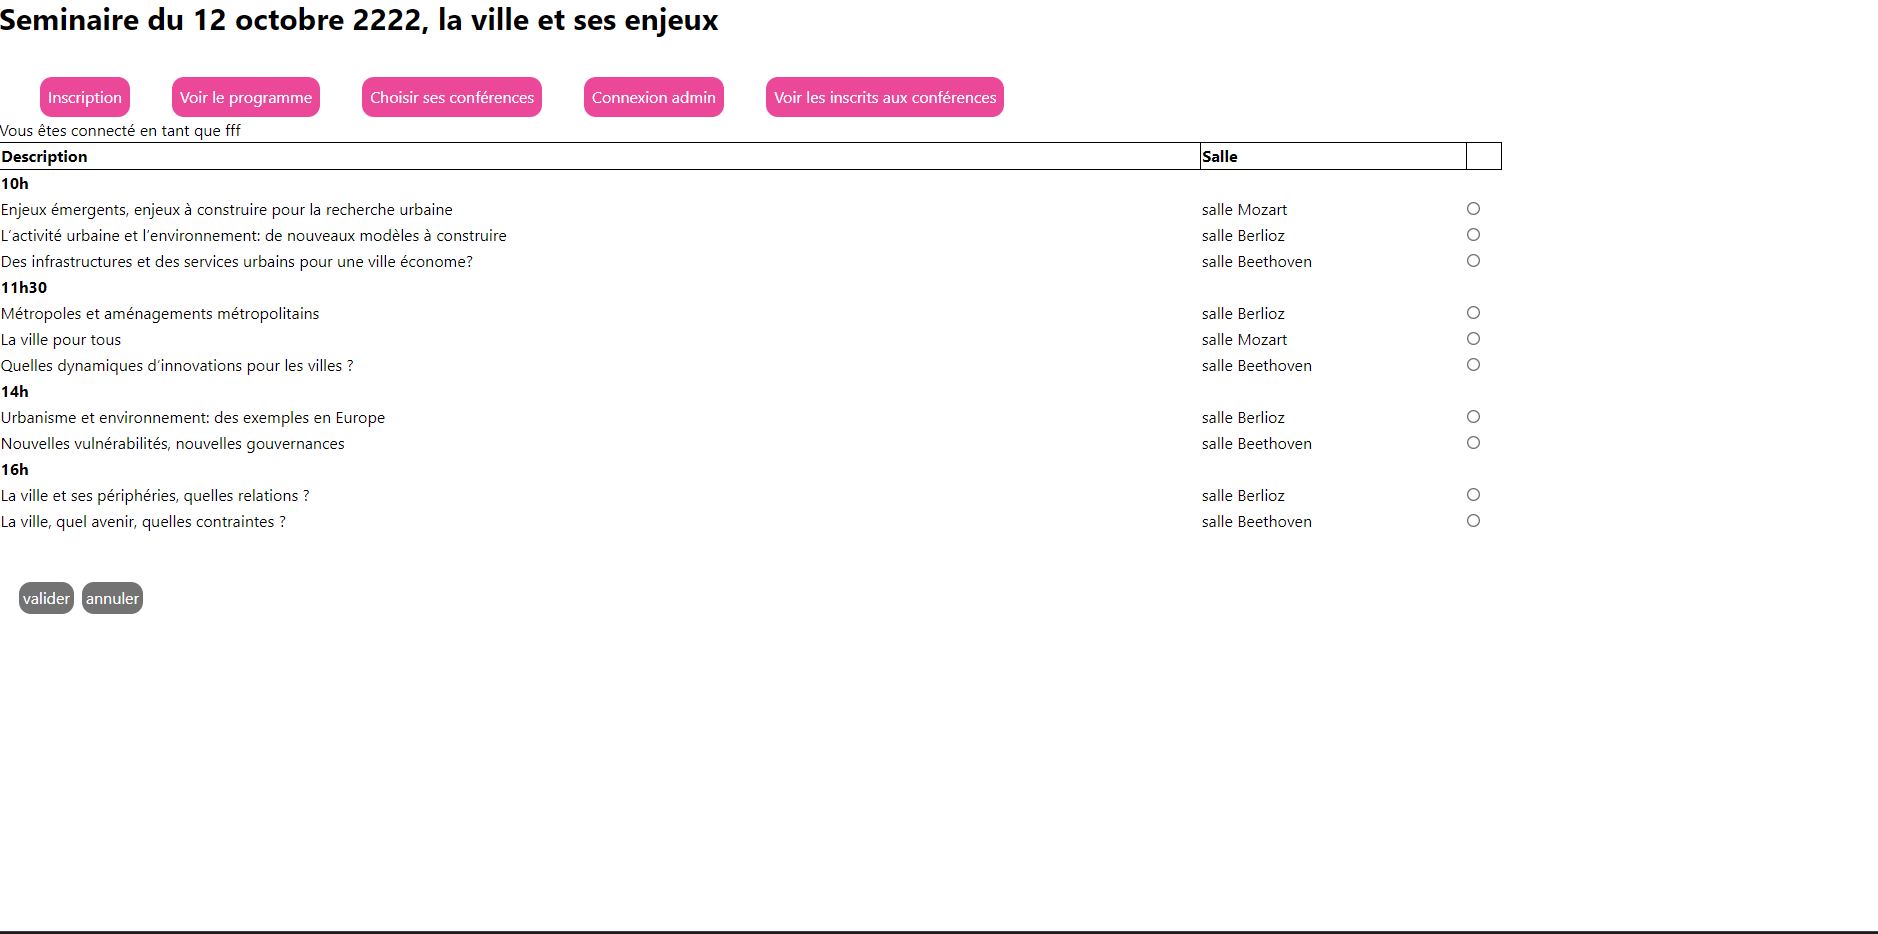 Seminaire du 12 octobre 2222, la ville et ses enjeux
Inscription Voir le programme Choisir ses conférences Connexion admin Voir les inscrits aux conférences
Vous êtes connecté en tant que fff
Description Salle
10h
Enjeux émergents, enjeux à construire pour la recherche urbaine salle Mozart
L'activité urbaine et l'environnement: de nouveaux modèles à construire salle Berlioz
Des infrastructures et des services urbains pour une ville économe? salle Beethoven
11h30
Métropoles et aménagements métropolitains salle Berlioz
La ville pour tous salle Mozart
Quelles dynamiques d'innovations pour les villes ? salle Beethoven
14h
Urbanisme et environnement: des exemples en Europe salle Berlioz
Nouvelles vulnérabilités, nouvelles gouvernances salle Beethoven
16h
La ville et ses périphéries, quelles relations ? salle Berlioz
La ville, quel avenir, quelles contraintes ? salle Beethoven
valider annuler